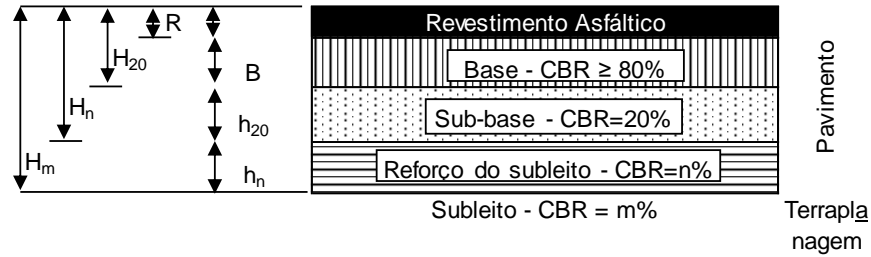 R
H20
Hn
Hm
B
h20
hn
Revestimento Asfáltico
Base - CBR ≥ 80%
Sub-base - CBR=20%
Reforço do subleito - CBR=n%
Subleito - CBR = m%
Pavimento
Terrapla
nagem